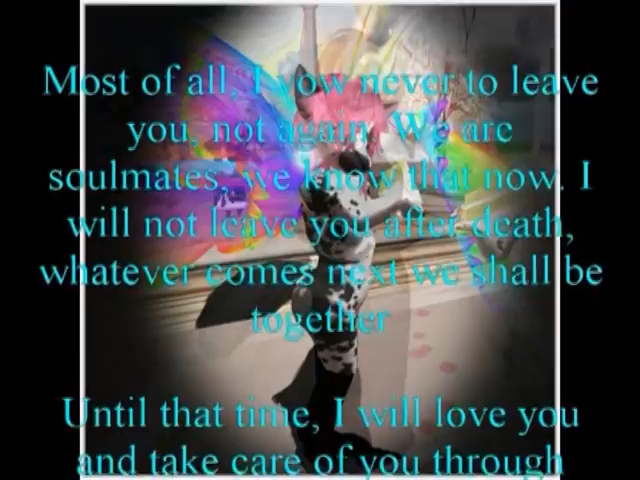 Most of all, I vow never to leave
you, not again. We are
soulmates, we know that now. I
will not leave you after death,
whatever comes next we shall be
together
Until that time, I will love you
and take care of you through